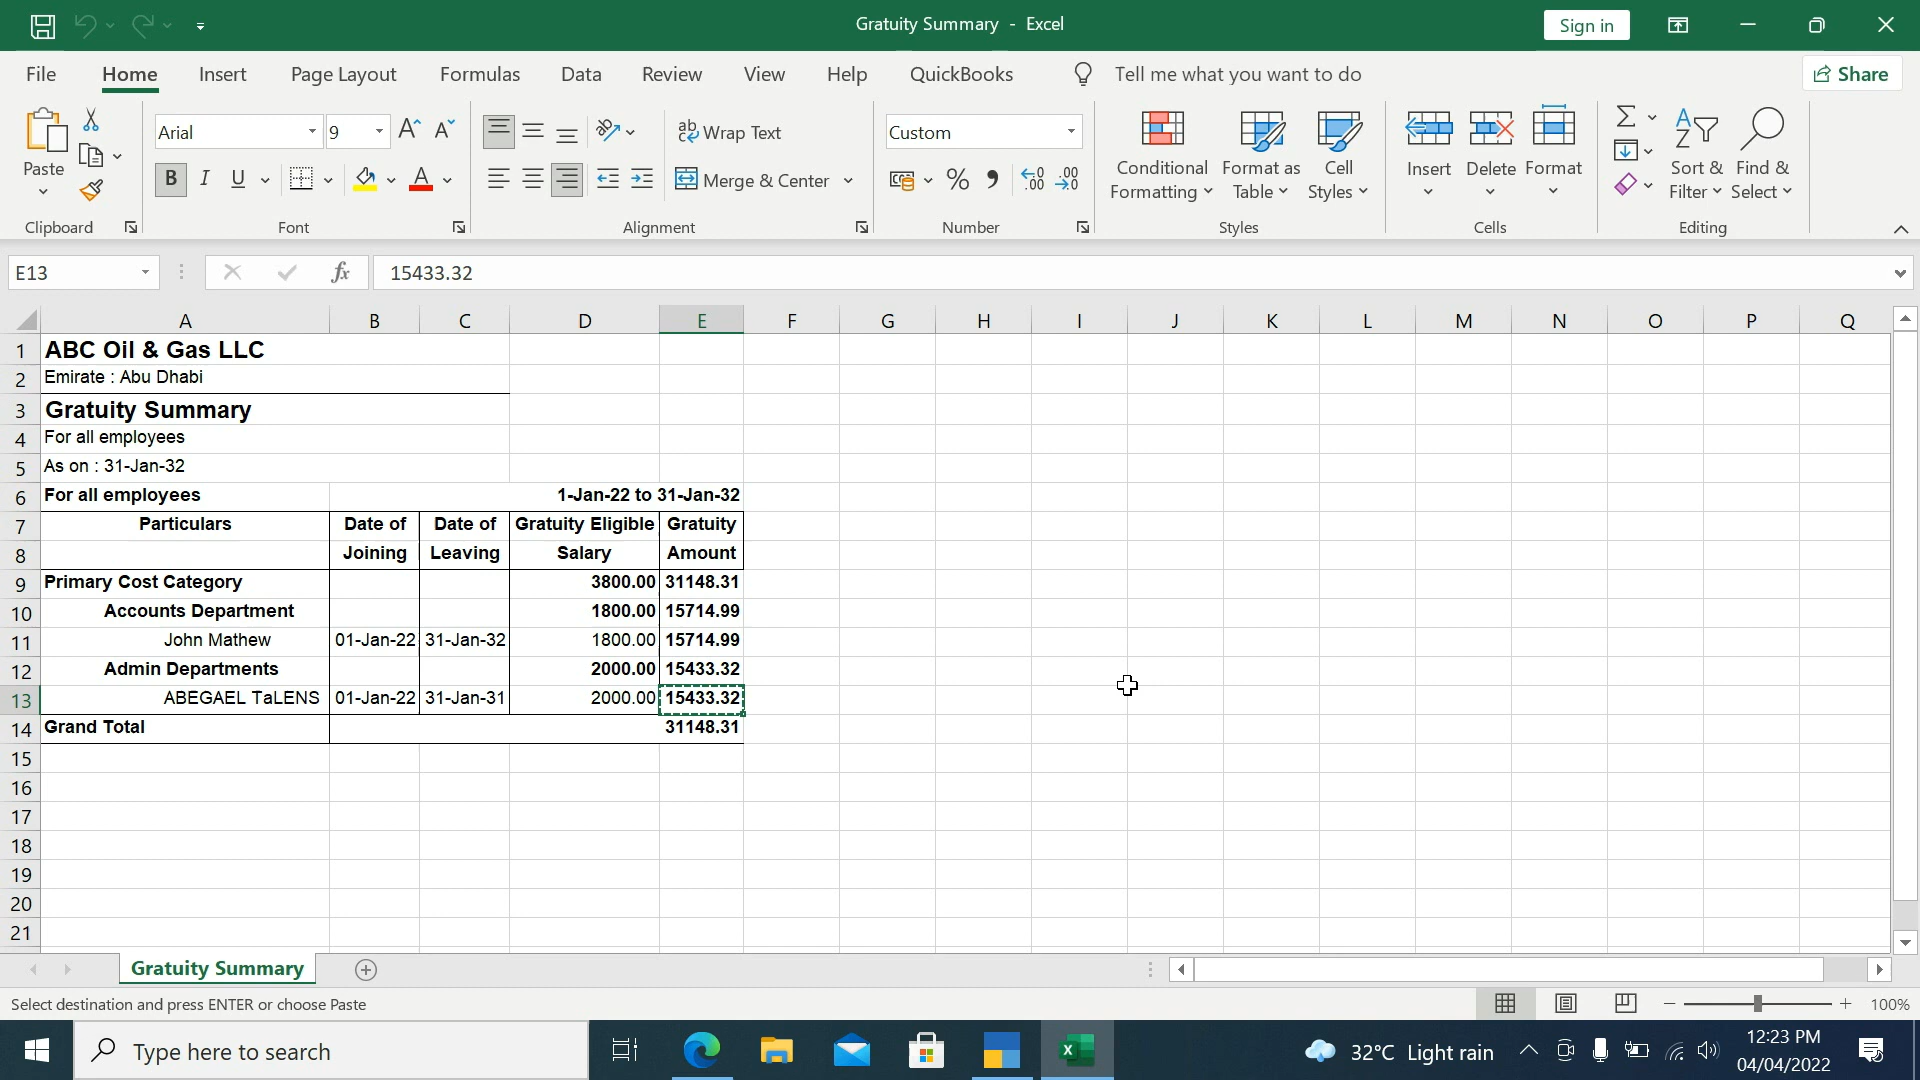 Gratuity Summary - Excel
Sign in
File Home Insert Page Layout Formulas Data Review View Help QuickBooks Tell me what you want to do Share
Paste
Clipboard
Arial 9
B I U A
Font
Wrap Text
Merge & Center
Alignment
Custom
% 
Number
Conditional Formatting
Format as Table
Cell Styles
Styles
Insert Delete Format
Cells
Sort & Filter
Find & Select
Editing
E13 fx 15433.32
A B C D E F G H I J K L M N O P Q
1 ABC Oil & Gas LLC
2 Emirate : Abu Dhabi
3 Gratuity Summary
4 For all employees
5 As on : 31-Jan-32
6 For all employees 1-Jan-22 to 31-Jan-32
7 Particulars Date of Date of Gratuity Eligible Gratuity
8 Joining Leaving Salary Amount
9 Primary Cost Category 3800.00 31148.31
10 Accounts Department 1800.00 15714.99
11 John Mathew 01-Jan-22 31-Jan-32 1800.00 15714.99
12 Admin Departments 2000.00 15433.32
13 ABEGAEL TaLENS 01-Jan-22 31-Jan-31 2000.00 15433.32
14 Grand Total 31148.31
15
16
17
18
19
20
21
Gratuity Summary
Select destination and press ENTER or choose Paste
100%
Type here to search
32°C Light rain
12:23 PM
04/04/2022